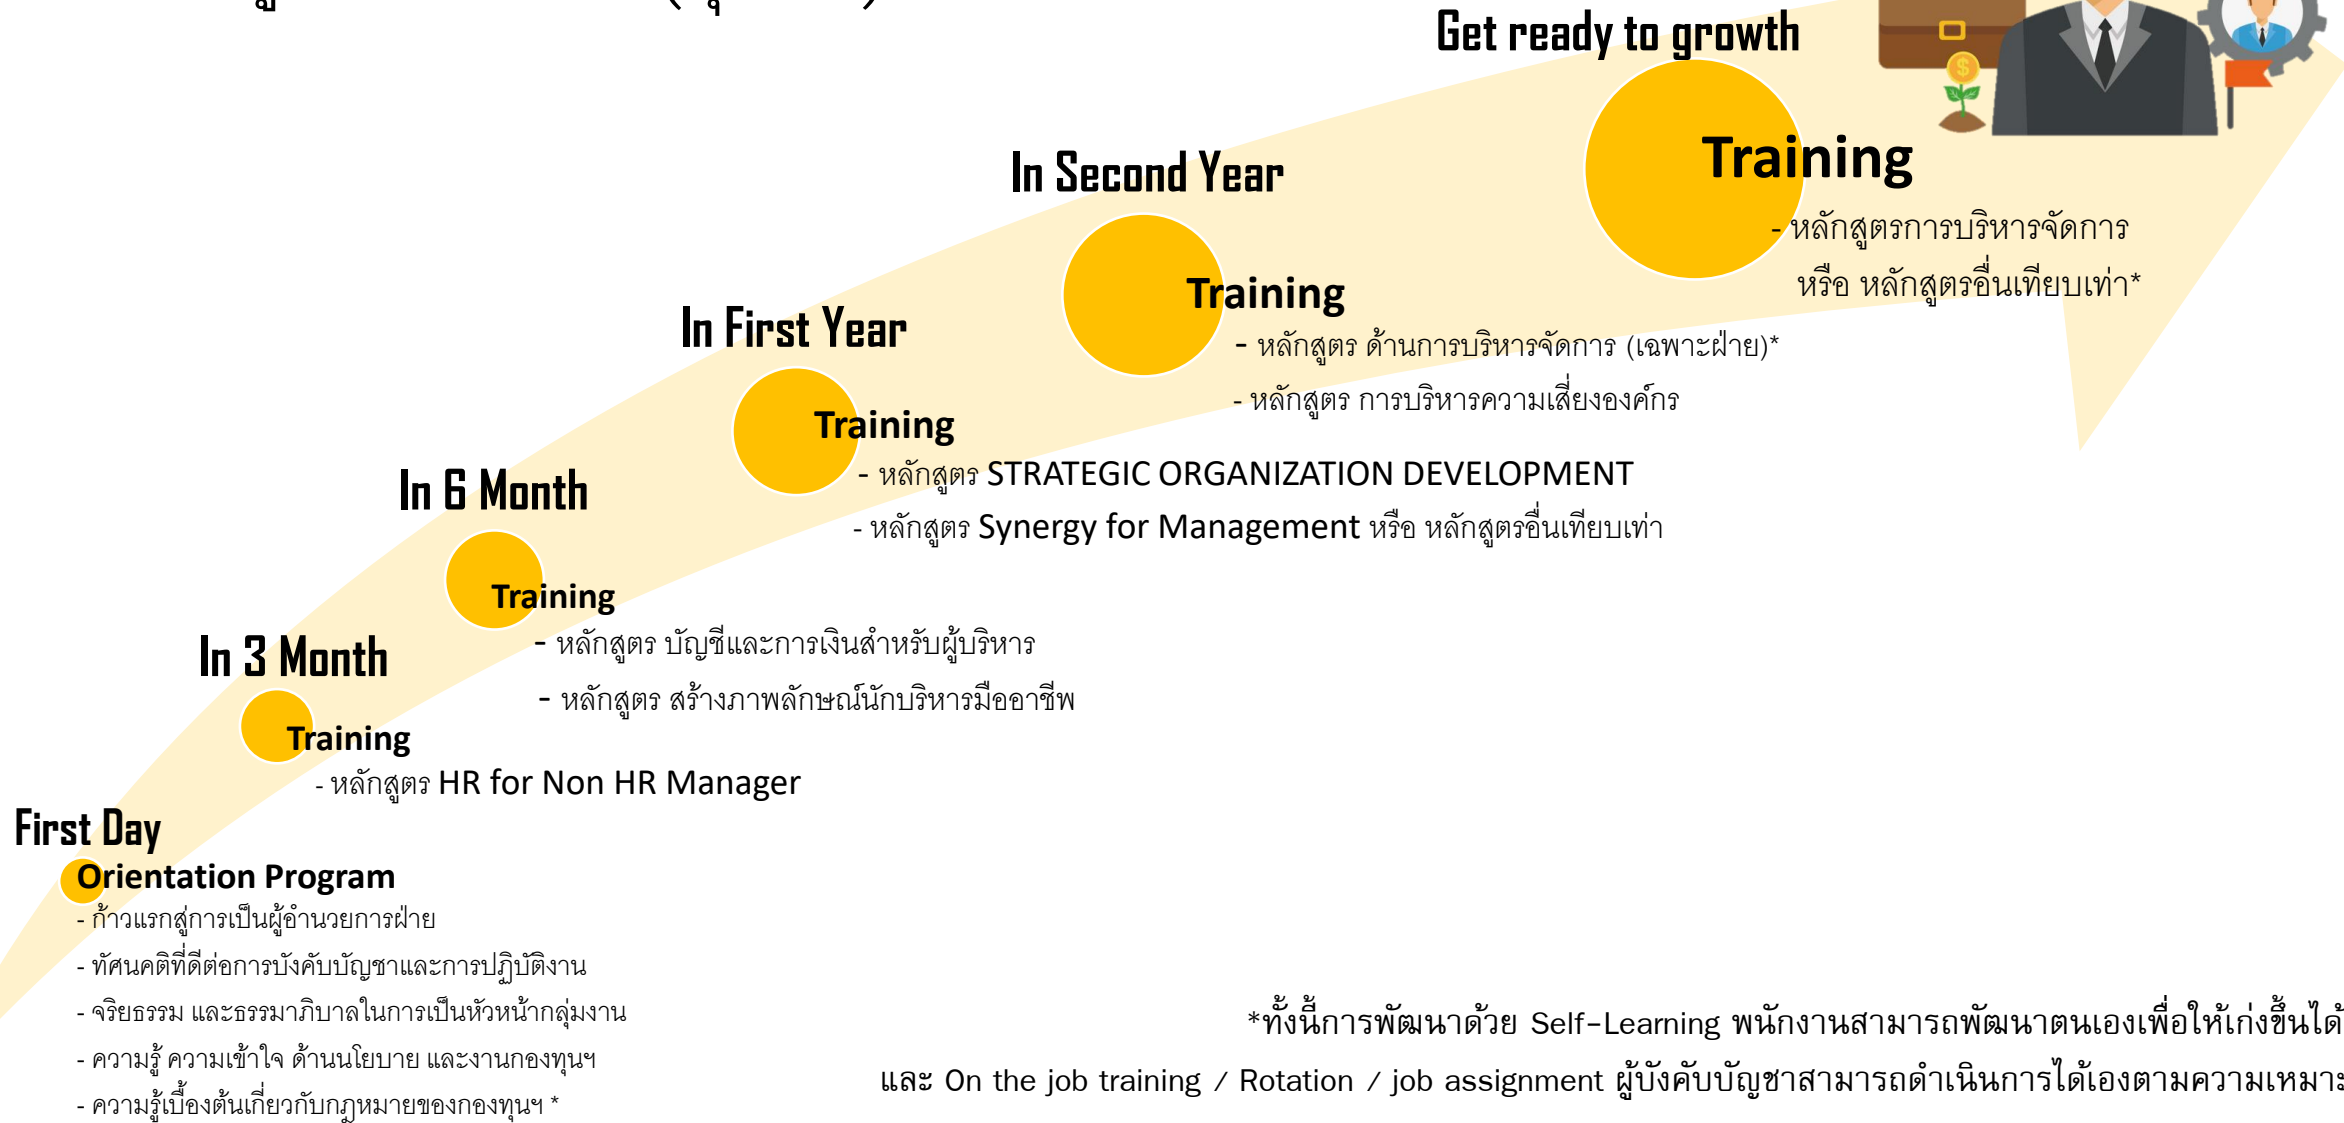 First Day
Orientation Program
- ก้าวแรกสู่การเป็นผู้อำนวยการฝ่าย
- ทัศนคติที่ดีต่อการบังคับบัญชาและการปฏิบัติงาน
- จริยธรรม และธรรมาภิบาลในการเป็นหัวหน้ากลุ่มงาน
- ความรู้ ความเข้าใจ ด้านนโยบาย และงานกองทุนฯ
- ความรู้เบื้องต้นเกี่ยวกับกฎหมายของกองทุนฯ *
In 3 Month
Training
- หลักสูตร HR for Non HR Manager
In 6 Month
Training
- หลักสูตร บัญชีและการเงินสำหรับผู้บริหาร
- หลักสูตร สร้างภาพลักษณ์นักบริหารมืออาชีพ
In First Year
Training
- หลักสูตร STRATEGIC ORGANIZATION DEVELOPMENT
- หลักสูตร Synergy for Management หรือ หลักสูตรอื่นเทียบเท่า
In Second Year
Training
- หลักสูตร ด้านการบริหารจัดการ (เฉพาะฝ่าย)*
- หลักสูตร การบริหารความเสี่ยงองค์กร
Get ready to growth
Training
- หลักสูตรการบริหารจัดการ
หรือ หลักสูตรอื่นเทียบเท่า*
*ทั้งนี้การพัฒนาด้วย Self-Learning พนักงานสามารถพัฒนาตนเองเพื่อให้เก่งขึ้นได้
และ On the job training / Rotation / job assignment ผู้บังคับบัญชาสามารถดำเนินการได้เองตามความเหมาะ